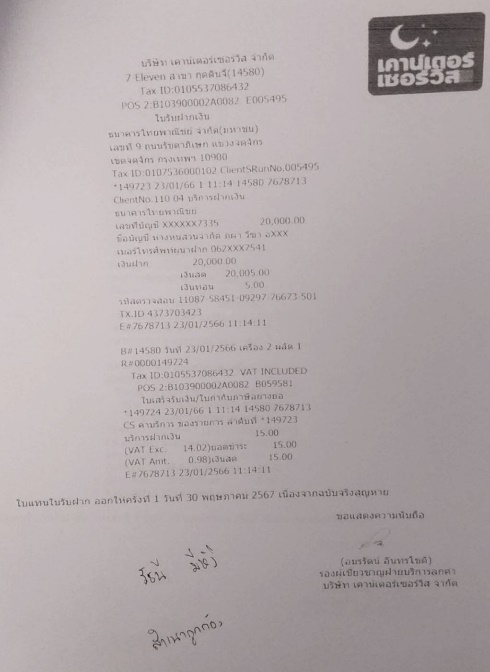 เคาน์เตอร์
เซอร์วิส
บริษัท เคาน์เตอร์เซอร์วิส จำกัด
7 Eleven สาขา กุดดินจี่(14580)
Tax ID:0105537086432
POS 2:B103900002A0082 E005495
ใบรับฝากเงิน
ธนาคารไทยพาณิชย์ จำกัด(มหาชน)
เลขที่ 9 ถนนรัชดาภิเษก แขวง จตุจักร
เขตจตุจักร กรุงเทพฯ 10900
Tax ID:0107536000102 ClientSRunNo.005495
*149723 23/01/66 1 11:14 14580 7678713
ClientNo.110 04 บริการฝากเงิน
ธนาคารไทยพาณิชย์
เลขที่บัญชี XXXXXX7335 20,000.00
ชื่อบัญชี ห้างหุ้นส่วนจำกัด
เบอร์โทรศัพท์ผู้นำฝาก 062XXX7541
เงินฝาก 20,000.00
เงินสด 20,005.00
เงินทอน 5.00
รหัสตรวจสอบ 11087-58451-09297-76673-501
TX.ID 4373703423
E#7678713 23/01/2566 11:14:11
B#14580 วันที่ 23/01/2566 เครื่อง 2 ผลัด 1
R#0000149724
Tax ID:0105537086432 VAT INCLUDED
POS 2:B103900002A0082 B059581
ใบเสร็จรับเงิน/ใบกำกับภาษีอย่างย่อ
*149724 23/01/66 1 11:14 14580 7678713
CS ค่าบริการ ของรายการ ลำดับที่ *149723
บริการฝากเงิน 15.00
(VAT Exc. 14.02)ยอดชำระ 15.00
(VAT Amt. 0.98)เงินสด 15.00
E#7678713 23/01/2566 11:14:11
ใบแทนใบรับฝาก ออกให้ครั้งที่ 1 วันที่ 30 พฤษภาคม 2567 เนื่องจากฉบับจริงสูญหาย
ขอแสดงความนับถือ
(อมรรัตน์ อินทรโชติ)
รองผู้เชี่ยวชาญฝ่ายบริการลูกค้า
บริษัท เคาน์เตอร์เซอร์วิส จำกัด
สำเนาถูกต้อง